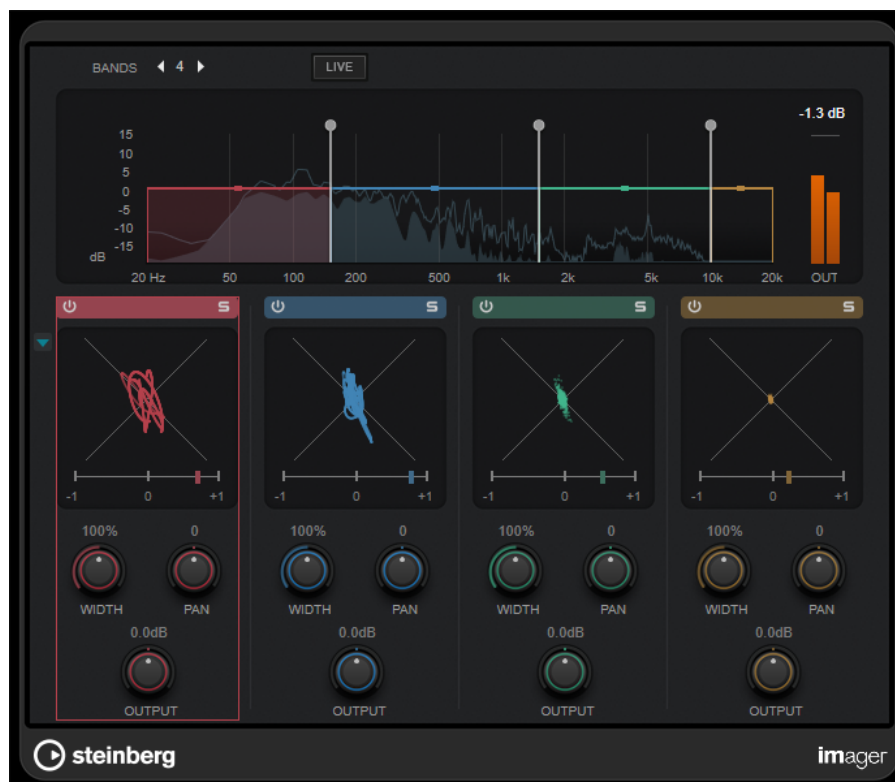 BANDS 4 LIVE
-1.3 dB
15
10
5
0
-5
-10
-15
dB
20 Hz 50 100 200 500 1k 2k 5k 10k 20k OUT
S S S S
-1 0 +1 -1 0 +1 -1 0 +1 -1 0 +1
100% 0 100% 0 100% 0 100% 0
WIDTH PAN WIDTH PAN WIDTH PAN WIDTH PAN
0.0dB 0.0dB 0.0dB 0.0dB
OUTPUT OUTPUT OUTPUT OUTPUT
steinberg imager